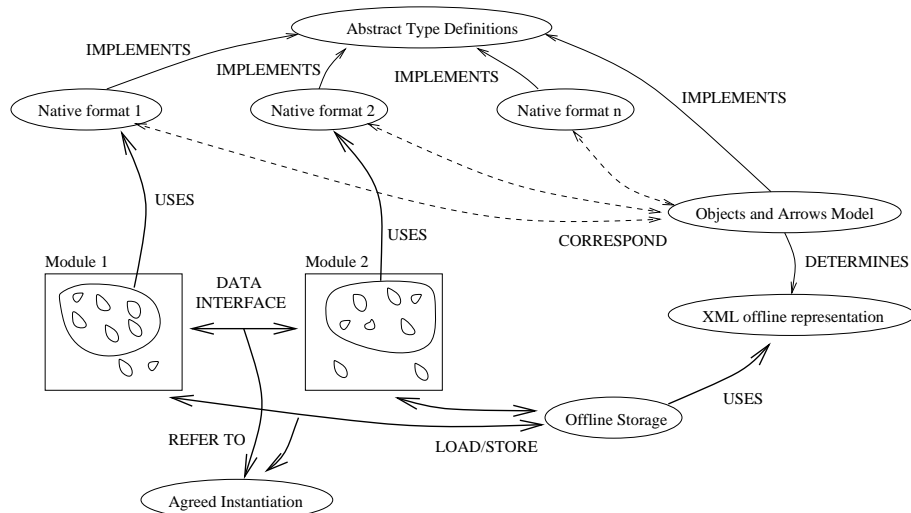 Abstract Type Definitions
IMPLEMENTS
IMPLEMENTS
IMPLEMENTS
IMPLEMENTS
Native format 1
Native format 2
Native format n
USES
USES
Objects and Arrows Model
CORRESPOND
Module 1
Module 2
DATA
INTERFACE
DETERMINES
XML offline representation
USES
Offline Storage
REFER TO
LOAD/STORE
Agreed Instantiation